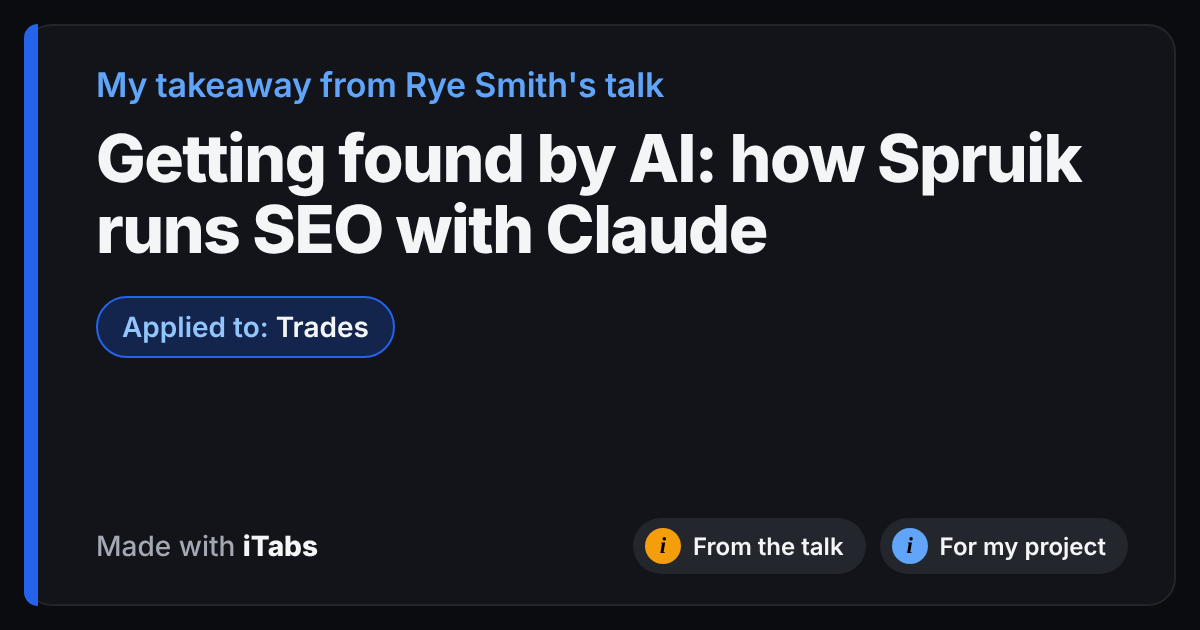 My takeaway from Rye Smith's talk
Getting found by AI: how Spruik
runs SEO with Claude
Applied to: Trades
Made with iTabs
i From the talk
i For my project